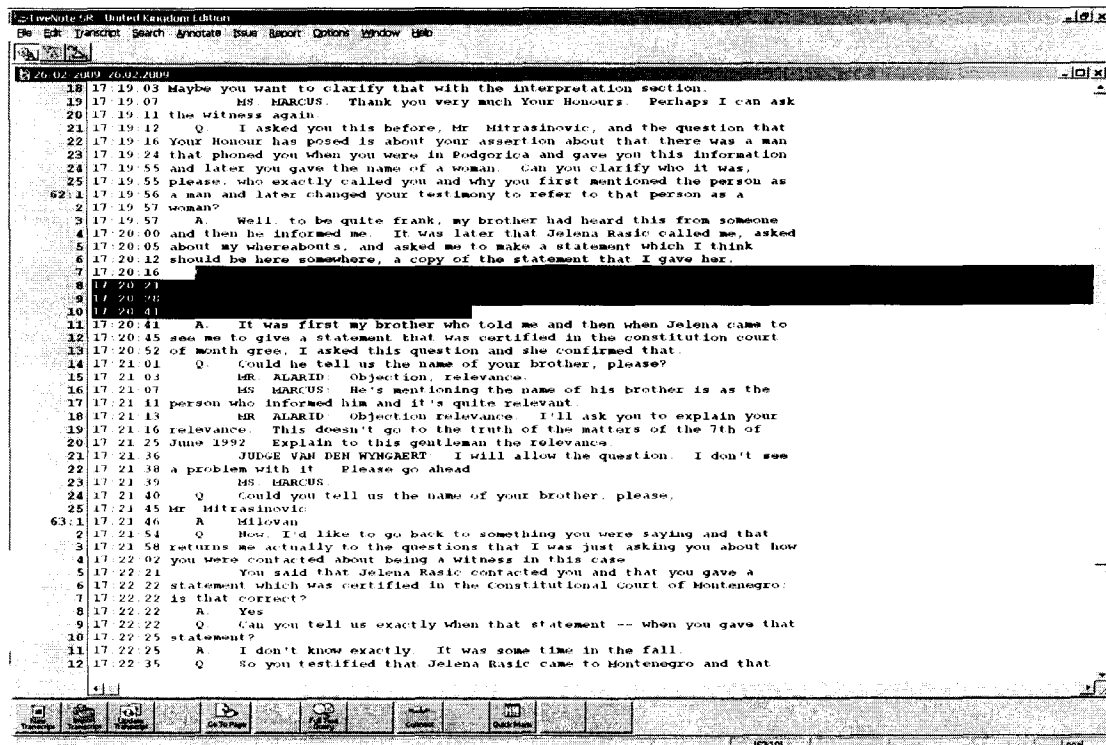 LiveNote SR - United Kingdom Edition
File Edit Transcript Search Annotate Issue Report Options Window Help
26-02-2009 26.02.2009
18 17:19:03 Maybe you want to clarify that with the interpretation section.
19 17:19:07 MS. MARCUS: Thank you very much Your Honours. Perhaps I can ask
20 17:19:11 the witness again.
21 17:19:12 Q. I asked you this before, Mr. Mitrasinovic, and the question that
22 17:19:16 Your Honour has posed is about your assertion about that there was a man
23 17:19:24 that phoned you when you were in Podgorica and gave you this information
24 17:19:55 and later you gave the name of a woman. Can you clarify who it was,
25 17:19:55 please, who exactly called you and why you first mentioned the person as
62:1 17:19:56 a man and later changed your testimony to refer to that person as a
2 17:19:57 woman?
3 17:19:57 A. Well, to be quite frank, my brother had heard this from someone
4 17:20:00 and then he informed me. It was later that Jelena Rasic called me, asked
5 17:20:05 about my whereabouts, and asked me to make a statement which I think
6 17:20:12 should be here somewhere, a copy of the statement that I gave her.
7 17:20:16
8 17:20:21
9 17:20:28
10 17:20:41
11 17:20:41 A. It was first my brother who told me and then when Jelena came to
12 17:20:45 see me to give a statement that was certified in the constitution court
13 17:20:52 of month gree, I asked this question and she confirmed that.
14 17:21:01 Q. Could he tell us the name of your brother, please?
15 17:21:03 MR. ALARID: Objection, relevance.
16 17:21:07 MS. MARCUS: He's mentioning the name of his brother is as the
17 17:21:11 person who informed him and it's quite relevant.
18 17:21:13 MR. ALARID: Objection relevance. I'll ask you to explain your
19 17:21:16 relevance. This doesn't go to the truth of the matters of the 7th of
20 17:21:25 June 1992. Explain to this gentleman the relevance.
21 17:21:36 JUDGE VAN DEN WYNGAERT: I will allow the question. I don't see
22 17:21:38 a problem with it. Please go ahead.
23 17:21:39 MS. MARCUS:
24 17:21:40 Q. Could you tell us the name of your brother, please,
25 17:21:45 Mr. Mitrasinovic.
63:1 17:21:46 A. Milovan.
2 17:21:54 Q. Now, I'd like to go back to something you were saying and that
3 17:21:58 returns me actually to the questions that I was just asking you about how
4 17:22:02 you were contacted about being a witness in this case.
5 17:22:21 You said that Jelena Rasic contacted you and that you gave a
6 17:22:22 statement which was certified in the Constitutional Court of Montenegro;
7 17:22:22 is that correct?
8 17:22:22 A. Yes.
9 17:22:22 Q. Can you tell us exactly when that statement -- when you gave that
10 17:22:25 statement?
11 17:22:25 A. I don't know exactly. It was some time in the fall.
12 17:22:35 Q. So you testified that Jelena Rasic came to Montenegro and that
Go To Page
Quick Mark